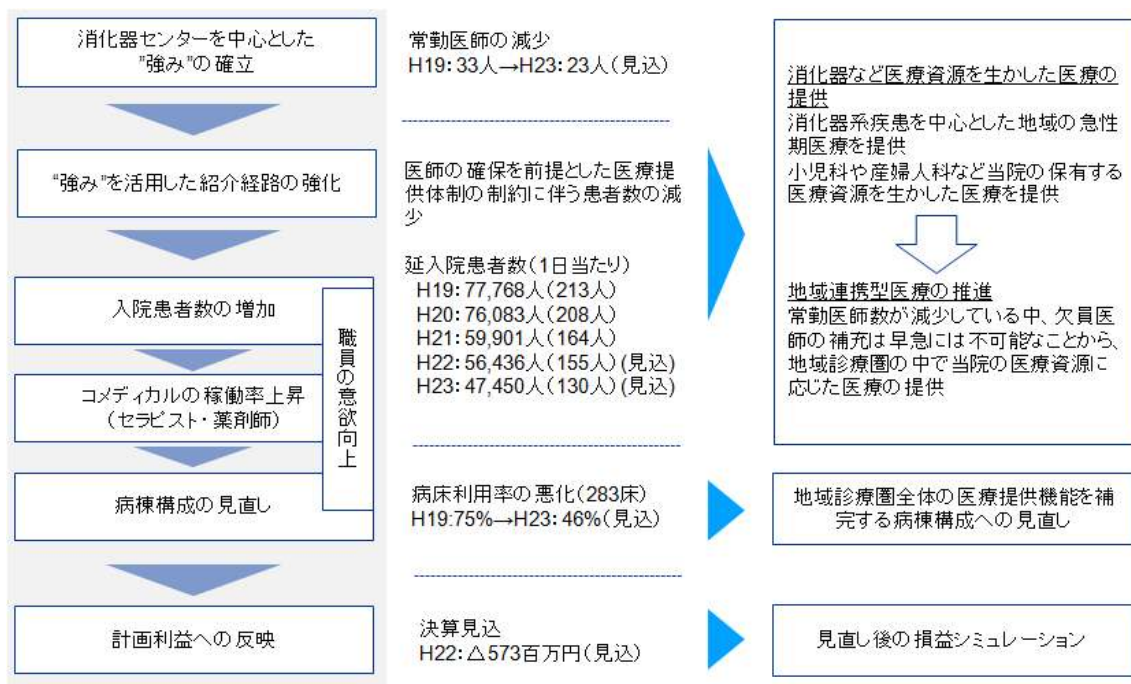 消化器センターを中心とした
"強み"の確立
"強み"を活用した紹介経路の強化
入院患者数の増加
コメディカルの稼働率上昇
（セラピスト・薬剤師）
病棟構成の見直し
職員の意欲向上
計画利益への反映
常勤医師の減少
H19：33人→H23：23人（見込）
医師の確保を前提とした医療提
供体制の制約に伴う患者数の減
少
延入院患者数（1日当たり）
H19：77,768人（213人）
H20：76,083人（208人）
H21：59,901人（164人）
H22：56,436人（155人）（見込）
H23：47,450人（130人）（見込）
病床利用率の悪化（283床）
H19:75%→H23：46%（見込）
決算見込
H22：△573百万円（見込）
消化器など医療資源を生かした医療の
提供
消化器系疾患を中心とした地域の急性
期医療を提供
小児科や産婦人科など当院の保有する
医療資源を生かした医療を提供
地域連携型医療の推進
常勤医師数が減少している中、欠員医
師の補充は早急には不可能なことから、
地域診療圏の中で当院の医療資源に
応じた医療の提供
地域診療圏全体の医療提供機能を補
完する病棟構成への見直し
見直し後の損益シミュレーション